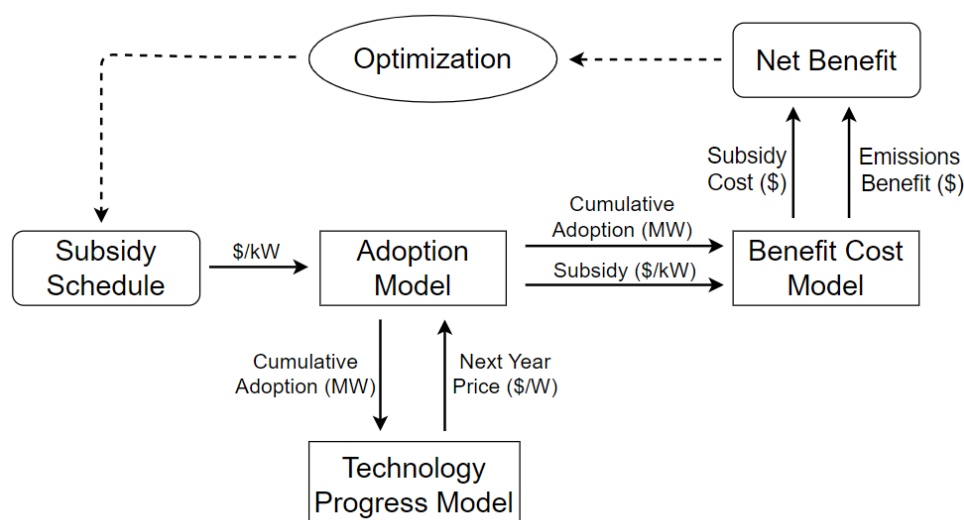 Optimization
Net Benefit
Subsidy
Cost ($)
Emissions
Benefit ($)
Subsidy
Schedule
$/kW
Adoption
Model
Cumulative
Adoption (MW)
Subsidy ($/kW)
Benefit Cost
Model
Cumulative
Adoption (MW)
Next Year
Price ($/W)
Technology
Progress Model